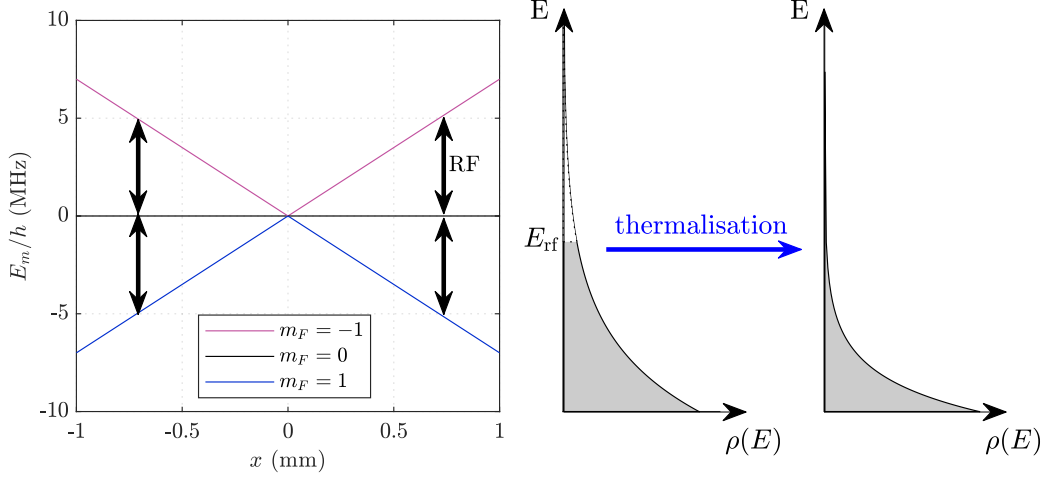 10
5
0
-5
-10
E_m/h (MHz)
-1
-0.5
0
0.5
1
x (mm)
RF
m_F = −1
m_F = 0
m_F = 1
E
E_rf
ρ(E)
thermalisation
E
ρ(E)